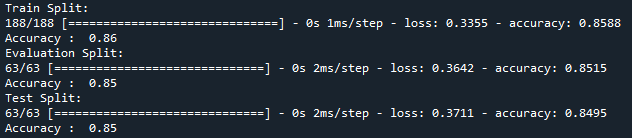 Train Split:
188/188 [==============================] - 0s 1ms/step - loss: 0.3355 - accuracy: 0.8588
Accuracy :  0.86
Evaluation Split:
63/63 [==============================] - 0s 2ms/step - loss: 0.3642 - accuracy: 0.8515
Accuracy :  0.85
Test Split:
63/63 [==============================] - 0s 2ms/step - loss: 0.3711 - accuracy: 0.8495
Accuracy :  0.85